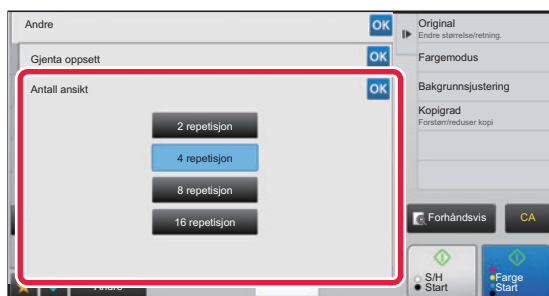 Andre
OK
Gjenta oppsett
OK
Antall ansikt
OK
2 repetisjon
4 repetisjon
8 repetisjon
16 repetisjon
Original
Endre størrelse/retning.
Fargemodus
Bakgrunnsjustering
Kopigrad
Forstørr/reduser kopi
Forhåndsvis
CA
S/H
Start
Farge
Start
Andre